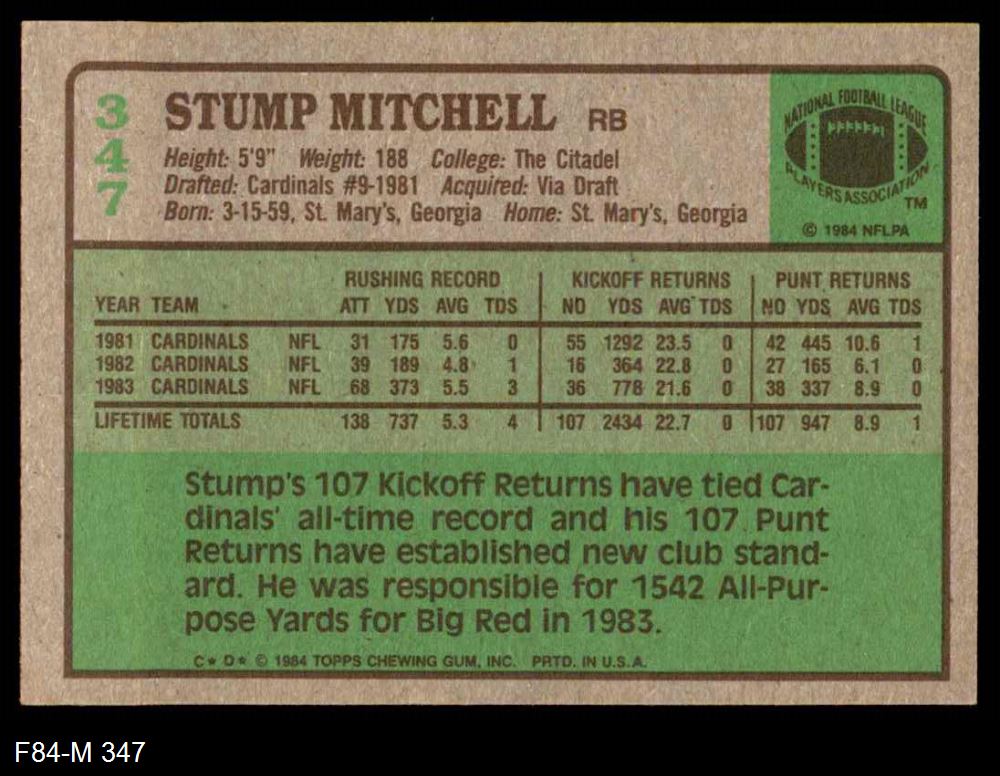 347
STUMP MITCHELL RB
Height: 5'9" Weight: 188 College: The Citadel
Drafted: Cardinals #9-1981 Acquired: Via Draft
Born: 3-15-59, St. Mary's, Georgia Home: St. Mary's, Georgia
NATIONAL FOOTBALL LEAGUE
PLAYERS ASSOCIATION
TM
© 1984 NFLPA
RUSHING RECORD KICKOFF RETURNS PUNT RETURNS
YEAR TEAM ATT YDS AVG TDS NO YDS AVG TDS NO YDS AVG TDS
1981 CARDINALS NFL 31 175 5.6 0 55 1292 23.5 0 42 445 10.6 1
1982 CARDINALS NFL 39 189 4.8 1 16 364 22.8 0 27 165 6.1 0
1983 CARDINALS NFL 68 373 5.5 3 36 778 21.6 0 38 337 8.9 0
LIFETIME TOTALS 138 737 5.3 4 107 2434 22.7 0 107 947 8.9 1
Stump's 107 Kickoff Returns have tied Car-
dinals' all-time record and his 107 Punt
Returns have established new club stand-
ard. He was responsible for 1542 All-Pur-
pose Yards for Big Red in 1983.
C★ D★ © 1984 TOPPS CHEWING GUM, INC. PRTD. IN U.S.A.
F84-M 347